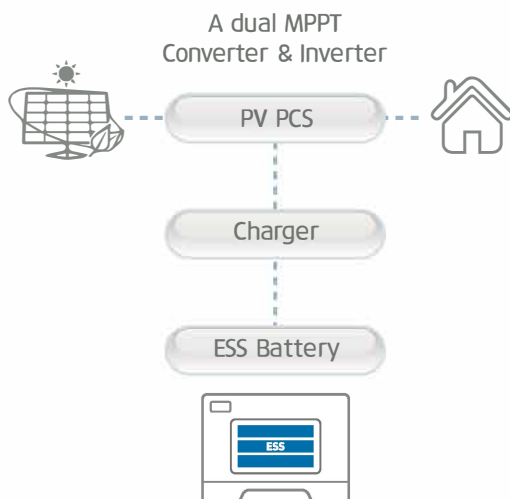 A dual MPPT
Converter & Inverter
PV PCS
Charger
ESS Battery
ESS